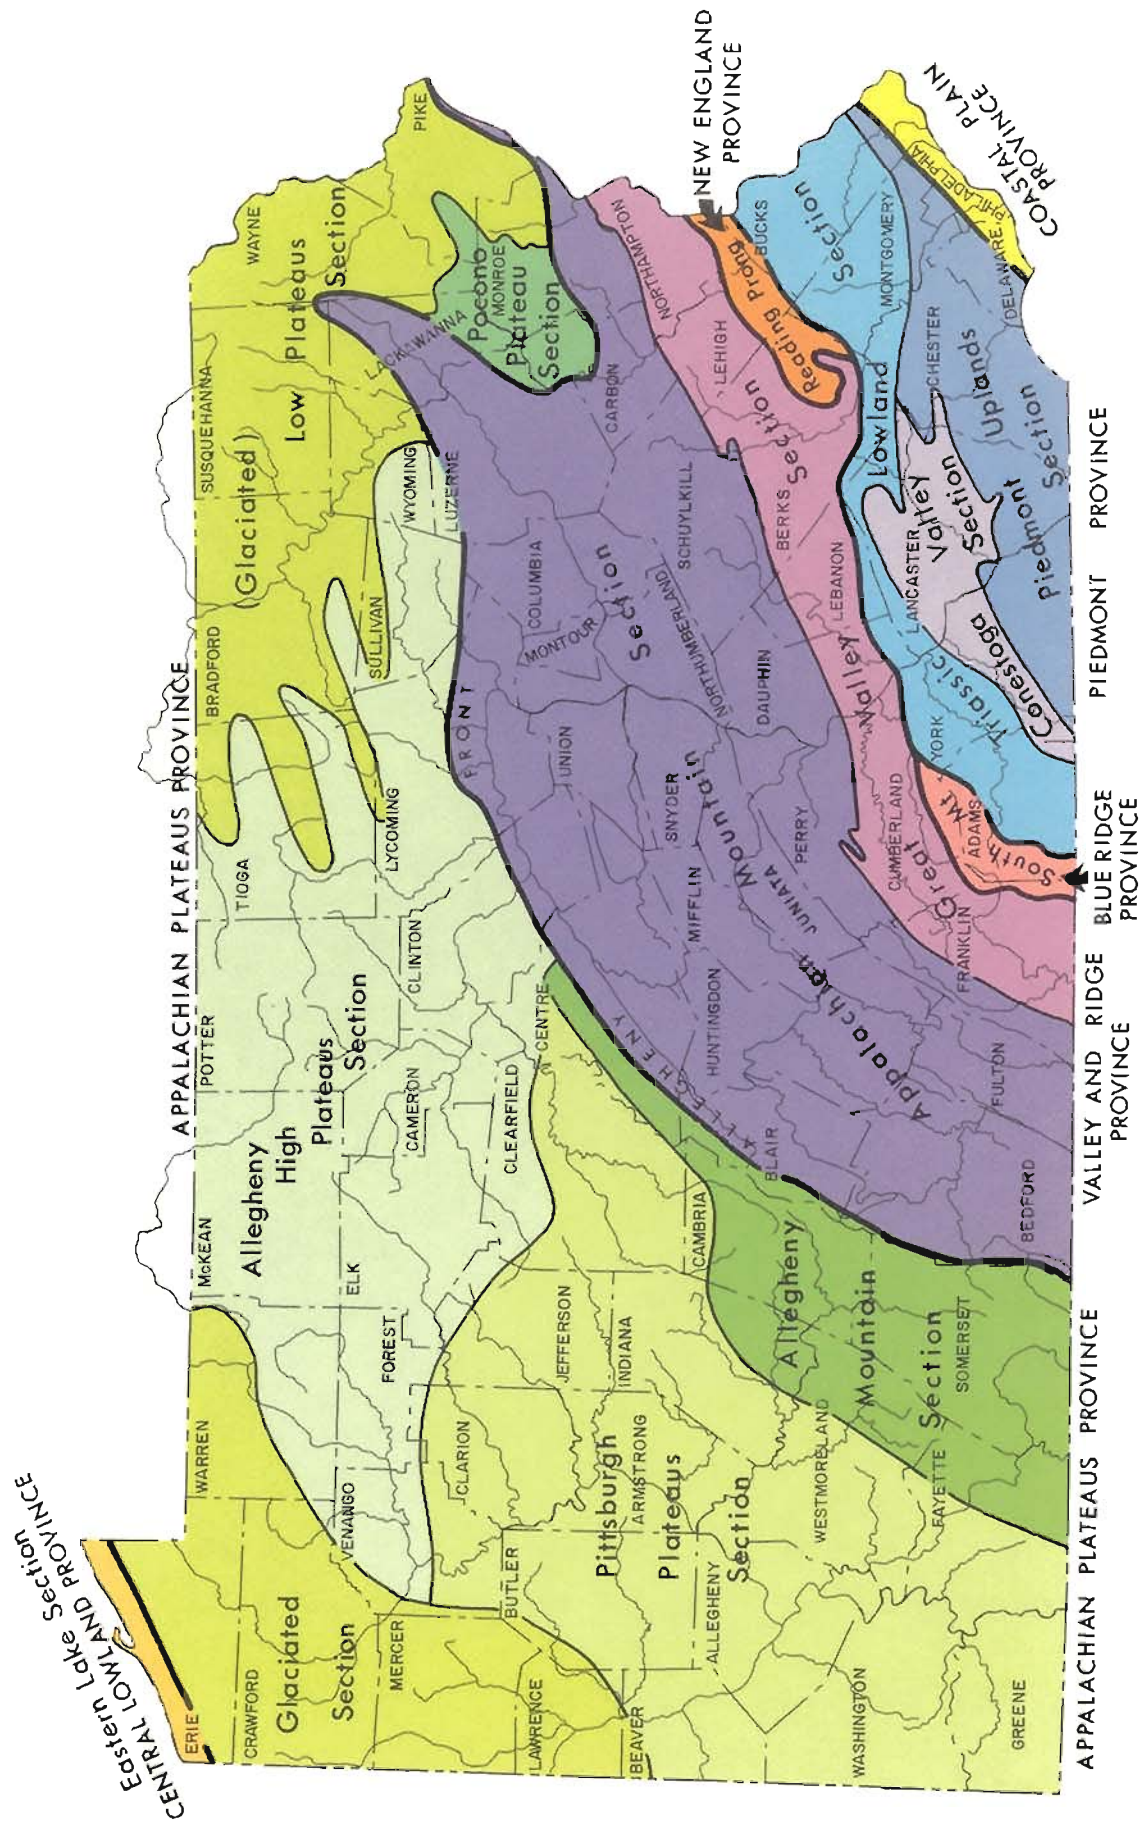 Eastern Lake Section
CENTRAL LOWLAND PROVINCE
APPALACHIAN PLATEAUS PROVINCE
ERIE
CRAWFORD
WARREN
McKEAN
POTTER
TIOGA
BRADFORD
SUSQUEHANNA
WAYNE
PIKE
Glaciated
Section
Allegheny
High
Plateaus
Section
(Glaciated)
Low Plateaus
Section
MERCER
VENANGO
FOREST
ELK
CAMERON
CLINTON
LYCOMING
SULLIVAN
WYOMING
LACKAWANNA
LUZERNE
Pocono
MONROE
Plateau
Section
LAWRENCE
BUTLER
CLARION
JEFFERSON
CLEARFIELD
CENTRE
UNION
MONTOUR
COLUMBIA
CARBON
NORTHAMPTON
NEW ENGLAND
PROVINCE
BEAVER
Pittsburgh
ARMSTRONG
Plateaus
Section
INDIANA
CAMBRIA
ALLEGHENY FRONT
BLAIR
HUNTINGDON
MIFFLIN
SNYDER
JUNIATA
PERRY
NORTHUMBERLAND
DAUPHIN
SCHUYLKILL
Appalachian Mountain Section
LEHIGH
Reading Prong
BUCKS
ALLEGHENY
WESTMORELAND
Allegheny
Mountain
Section
WASHINGTON
GREENE
FAYETTE
SOMERSET
BEDFORD
FULTON
FRANKLIN
CUMBERLAND
LEBANON
BERKS
Great Valley Section
South Mt
ADAMS
YORK
Triassic Lowland Section
LANCASTER
Conestoga
Valley
Section
MONTGOMERY
CHESTER
DELAWARE
PHILADELPHIA
Piedmont
Uplands
Section
COASTAL PLAIN
PROVINCE
APPALACHIAN PLATEAUS PROVINCE
VALLEY AND RIDGE
PROVINCE
BLUE RIDGE
PROVINCE
PIEDMONT PROVINCE